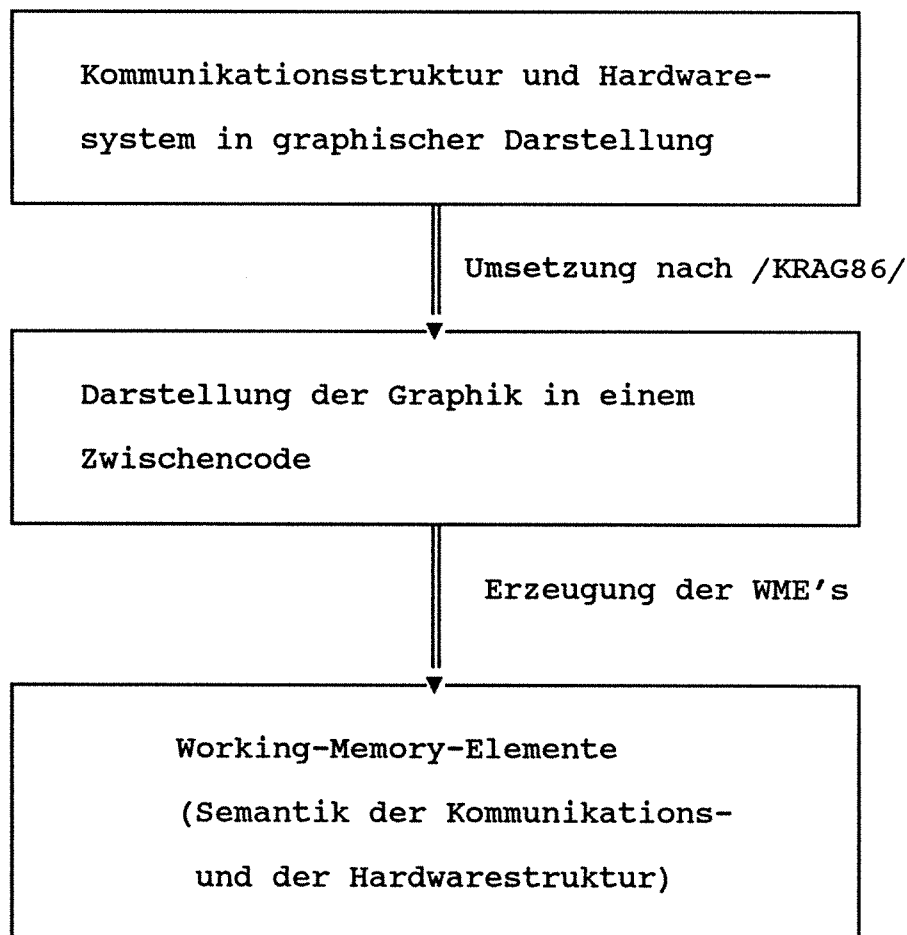 Kommunikationsstruktur und Hardware-
system in graphischer Darstellung
Umsetzung nach /KRAG86/
Darstellung der Graphik in einem
Zwischencode
Erzeugung der WME's
Working-Memory-Elemente
(Semantik der Kommunikations-
und der Hardwarestruktur)